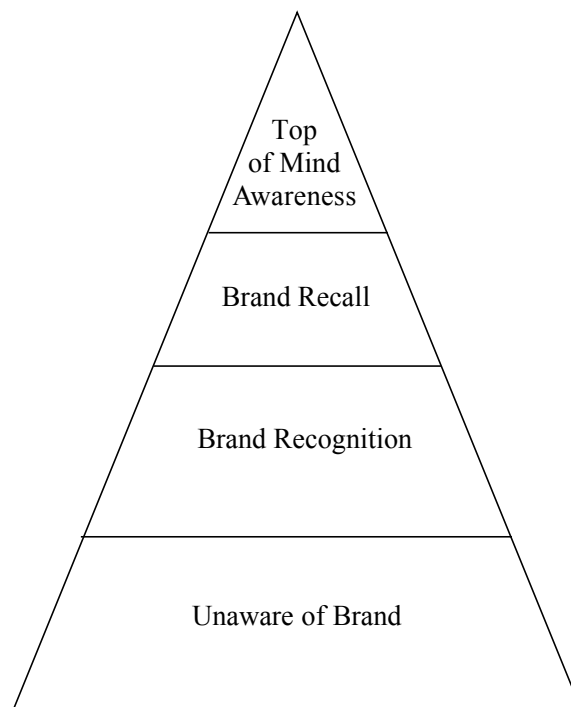 Top
of Mind
Awareness
Brand Recall
Brand Recognition
Unaware of Brand